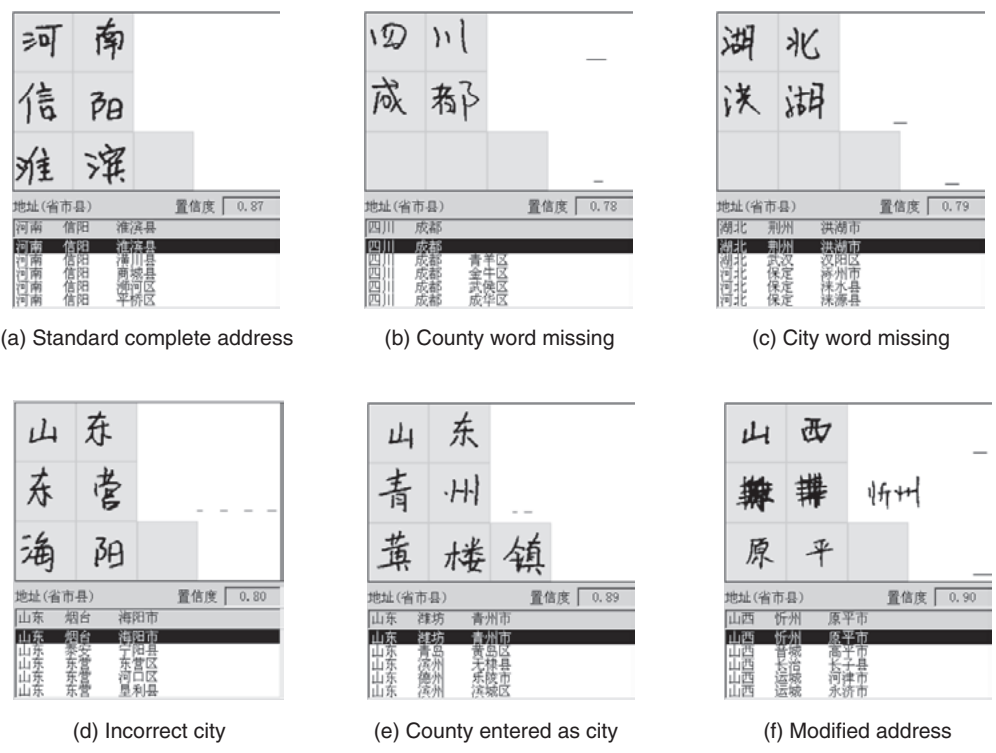 河南
信阳
淮滨
地址(省市县) 置信度 0.87
河南 信阳 淮滨县
河南 信阳 淮滨县
河南 信阳 潢川县
河南 信阳 商城县
河南 信阳 浉河区
河南 信阳 平桥区
(a) Standard complete address
四川
成都
地址(省市县) 置信度 0.78
四川 成都
四川 成都
四川 成都 青羊区
四川 成都 金牛区
四川 成都 武侯区
四川 成都 成华区
(b) County word missing
湖北
洪湖
地址(省市县) 置信度 0.79
湖北 荆州 洪湖市
湖北 荆州 洪湖市
湖北 武汉 汉阳区
河北 保定 涿州市
河北 保定 涞水县
河北 保定 涞源县
(c) City word missing
山东
东营
海阳
地址(省市县) 置信度 0.80
山东 烟台 海阳市
山东 烟台 海阳市
山东 泰安 宁阳县
山东 东营 东营区
山东 东营 河口区
山东 东营 垦利县
(d) Incorrect city
山东
青州
黄楼镇
地址(省市县) 置信度 0.89
山东 潍坊 青州市
山东 潍坊 青州市
山东 青岛 黄岛区
山东 滨州 无棣县
山东 德州 乐陵市
山东 滨州 滨城区
(e) County entered as city
山西
忻州
原平
地址(省市县) 置信度 0.90
山西 忻州 原平市
山西 忻州 原平市
山西 晋城 高平市
山西 长治 长子县
山西 运城 河津市
山西 运城 永济市
(f) Modified address